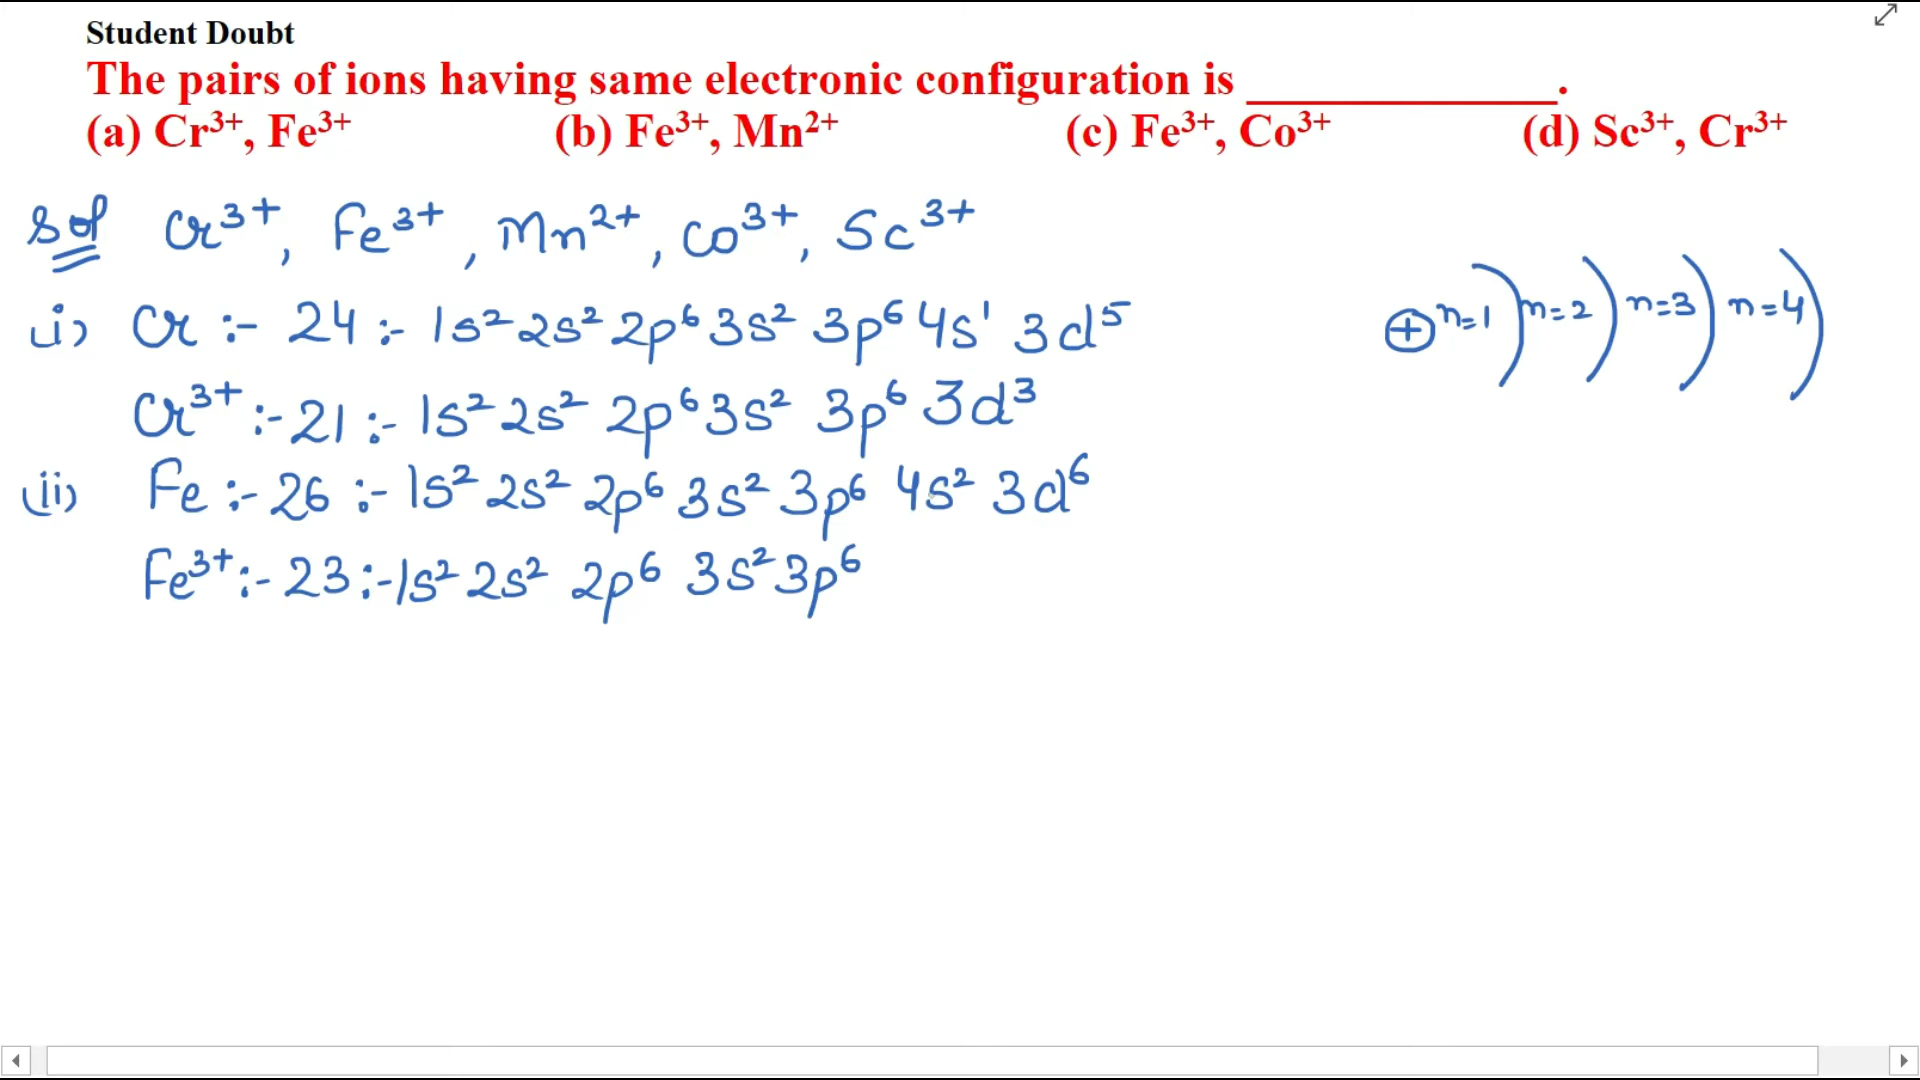 Student Doubt
The pairs of ions having same electronic configuration is _____________.
(a) Cr³⁺, Fe³⁺ (b) Fe³⁺, Mn²⁺ (c) Fe³⁺, Co³⁺ (d) Sc³⁺, Cr³⁺
Sol Cr³⁺, Fe³⁺, Mn²⁺, Co³⁺, Sc³⁺
(i) Cr :- 24 :- 1s² 2s² 2p⁶ 3s² 3p⁶ 4s¹ 3d⁵
⊕ n=1 ) n=2 ) n=3 ) n=4 )
Cr³⁺ :- 21 :- 1s² 2s² 2p⁶ 3s² 3p⁶ 3d³
(ii) Fe :- 26 :- 1s² 2s² 2p⁶ 3s² 3p⁶ 4s² 3d⁶
Fe³⁺ :- 23 :- 1s² 2s² 2p⁶ 3s² 3p⁶